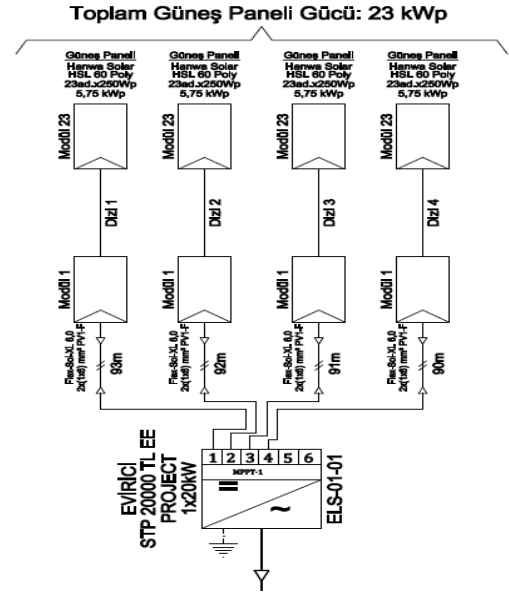 Toplam Güneş Paneli Gücü: 23 kWp
Güneş Paneli
Hanwa Solar
HSL 60 Poly
23ad.x250Wp
5,75 kWp
Güneş Paneli
Hanwa Solar
HSL 60 Poly
23ad.x250Wp
5,75 kWp
Güneş Paneli
Hanwa Solar
HSL 60 Poly
23ad.x250Wp
5,75 kWp
Güneş Paneli
Hanwa Solar
HSL 60 Poly
23ad.x250Wp
5,75 kWp
Modül 23
Modül 23
Modül 23
Modül 23
Dizi 1
Dizi 2
Dizi 3
Dizi 4
Modül 1
Modül 1
Modül 1
Modül 1
Flex-Sol-XL 6,0
2x(1x6) mm² PV1-F
93m
Flex-Sol-XL 6,0
2x(1x6) mm² PV1-F
92m
Flex-Sol-XL 6,0
2x(1x6) mm² PV1-F
91m
Flex-Sol-XL 6,0
2x(1x6) mm² PV1-F
90m
EVİRİCİ
STP 20000 TL EE
PROJECT
1x20kW
1 2 3 4 5 6
MPPT-1
~
ELS-01-01